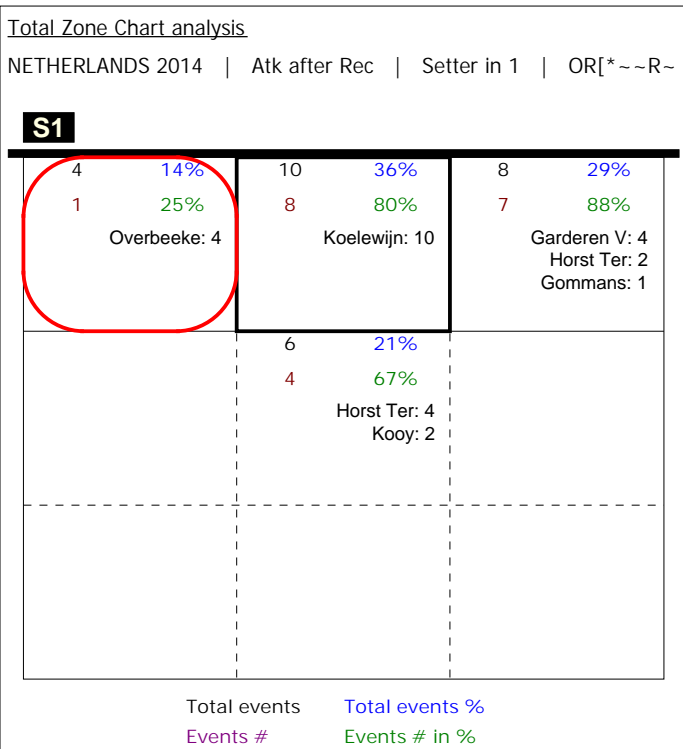 Total Zone Chart analysis
NETHERLANDS 2014 | Atk after Rec | Setter in 1 | OR[*~~R~
S1
4 14% 10 36% 8 29%
1 25% 8 80% 7 88%
Overbeeke: 4 Koelewijn: 10 Garderen V: 4
Horst Ter: 2
Gommans: 1
6 21%
4 67%
Horst Ter: 4
Kooy: 2
Total events Total events %
Events # Events # in %